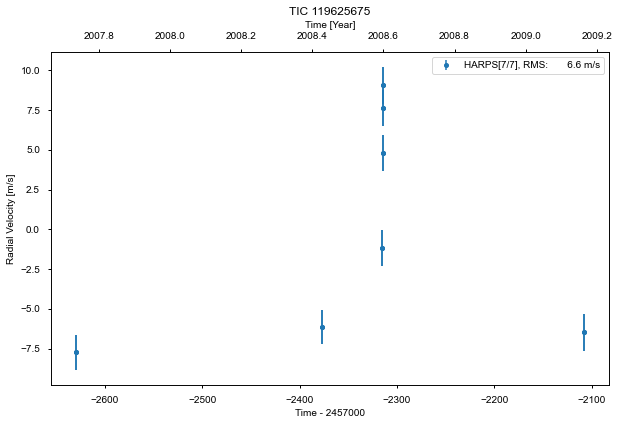 TIC 119625675
Time [Year]
2007.8 2008.0 2008.2 2008.4 2008.6 2008.8 2009.0 2009.2
HARPS[7/7], RMS: 6.6 m/s
10.0
7.5
5.0
2.5
0.0
−2.5
−5.0
−7.5
Radial Velocity [m/s]
−2600 −2500 −2400 −2300 −2200 −2100
Time - 2457000